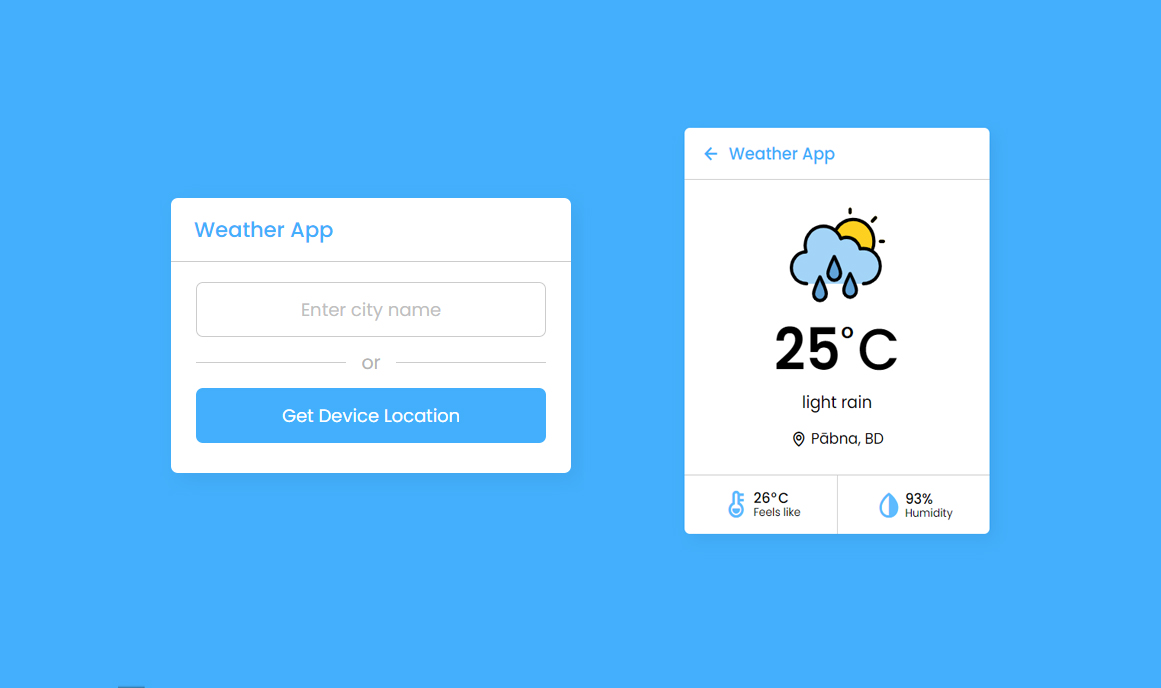 Weather App
Enter city name
or
Get Device Location
Weather App
25°C
light rain
Pābna, BD
26°C
Feels like
93%
Humidity